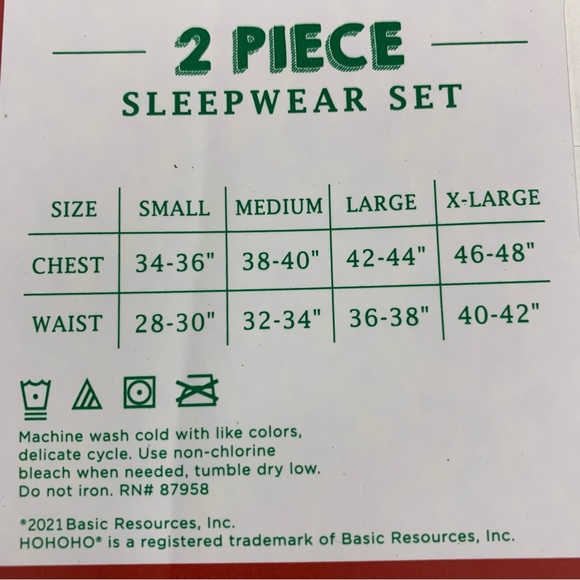 2 PIECE
SLEEPWEAR SET
SIZE SMALL MEDIUM LARGE X-LARGE
CHEST 34-36" 38-40" 42-44" 46-48"
WAIST 28-30" 32-34" 36-38" 40-42"
Machine wash cold with like colors,
delicate cycle. Use non-chlorine
bleach when needed, tumble dry low.
Do not iron. RN# 87958
®2021 Basic Resources, Inc.
HOHOHO® is a registered trademark of Basic Resources, Inc.